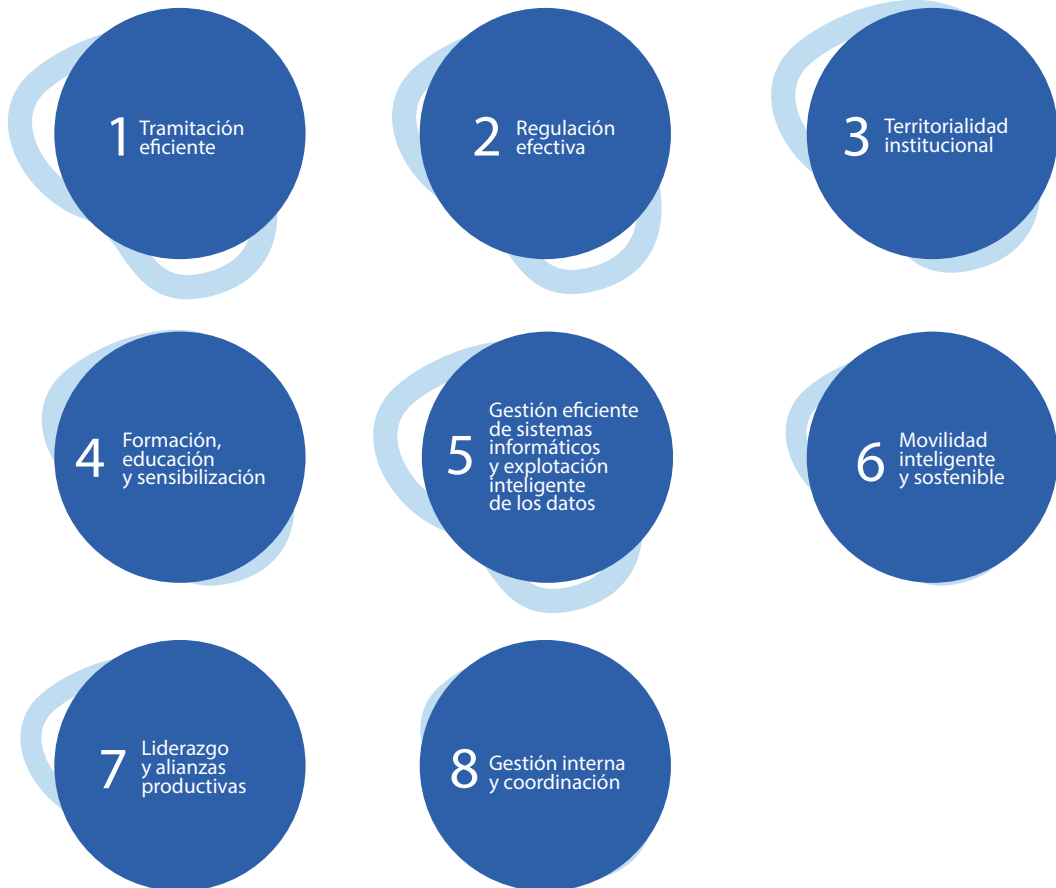 1 Tramitación
eficiente
2 Regulación
efectiva
3 Territorialidad
institucional
4 Formación,
educación
y sensibilización
5 Gestión eficiente
de sistemas
informáticos
y explotación
inteligente
de los datos
6 Movilidad
inteligente
y sostenible
7 Liderazgo
y alianzas
productivas
8 Gestión interna
y coordinación